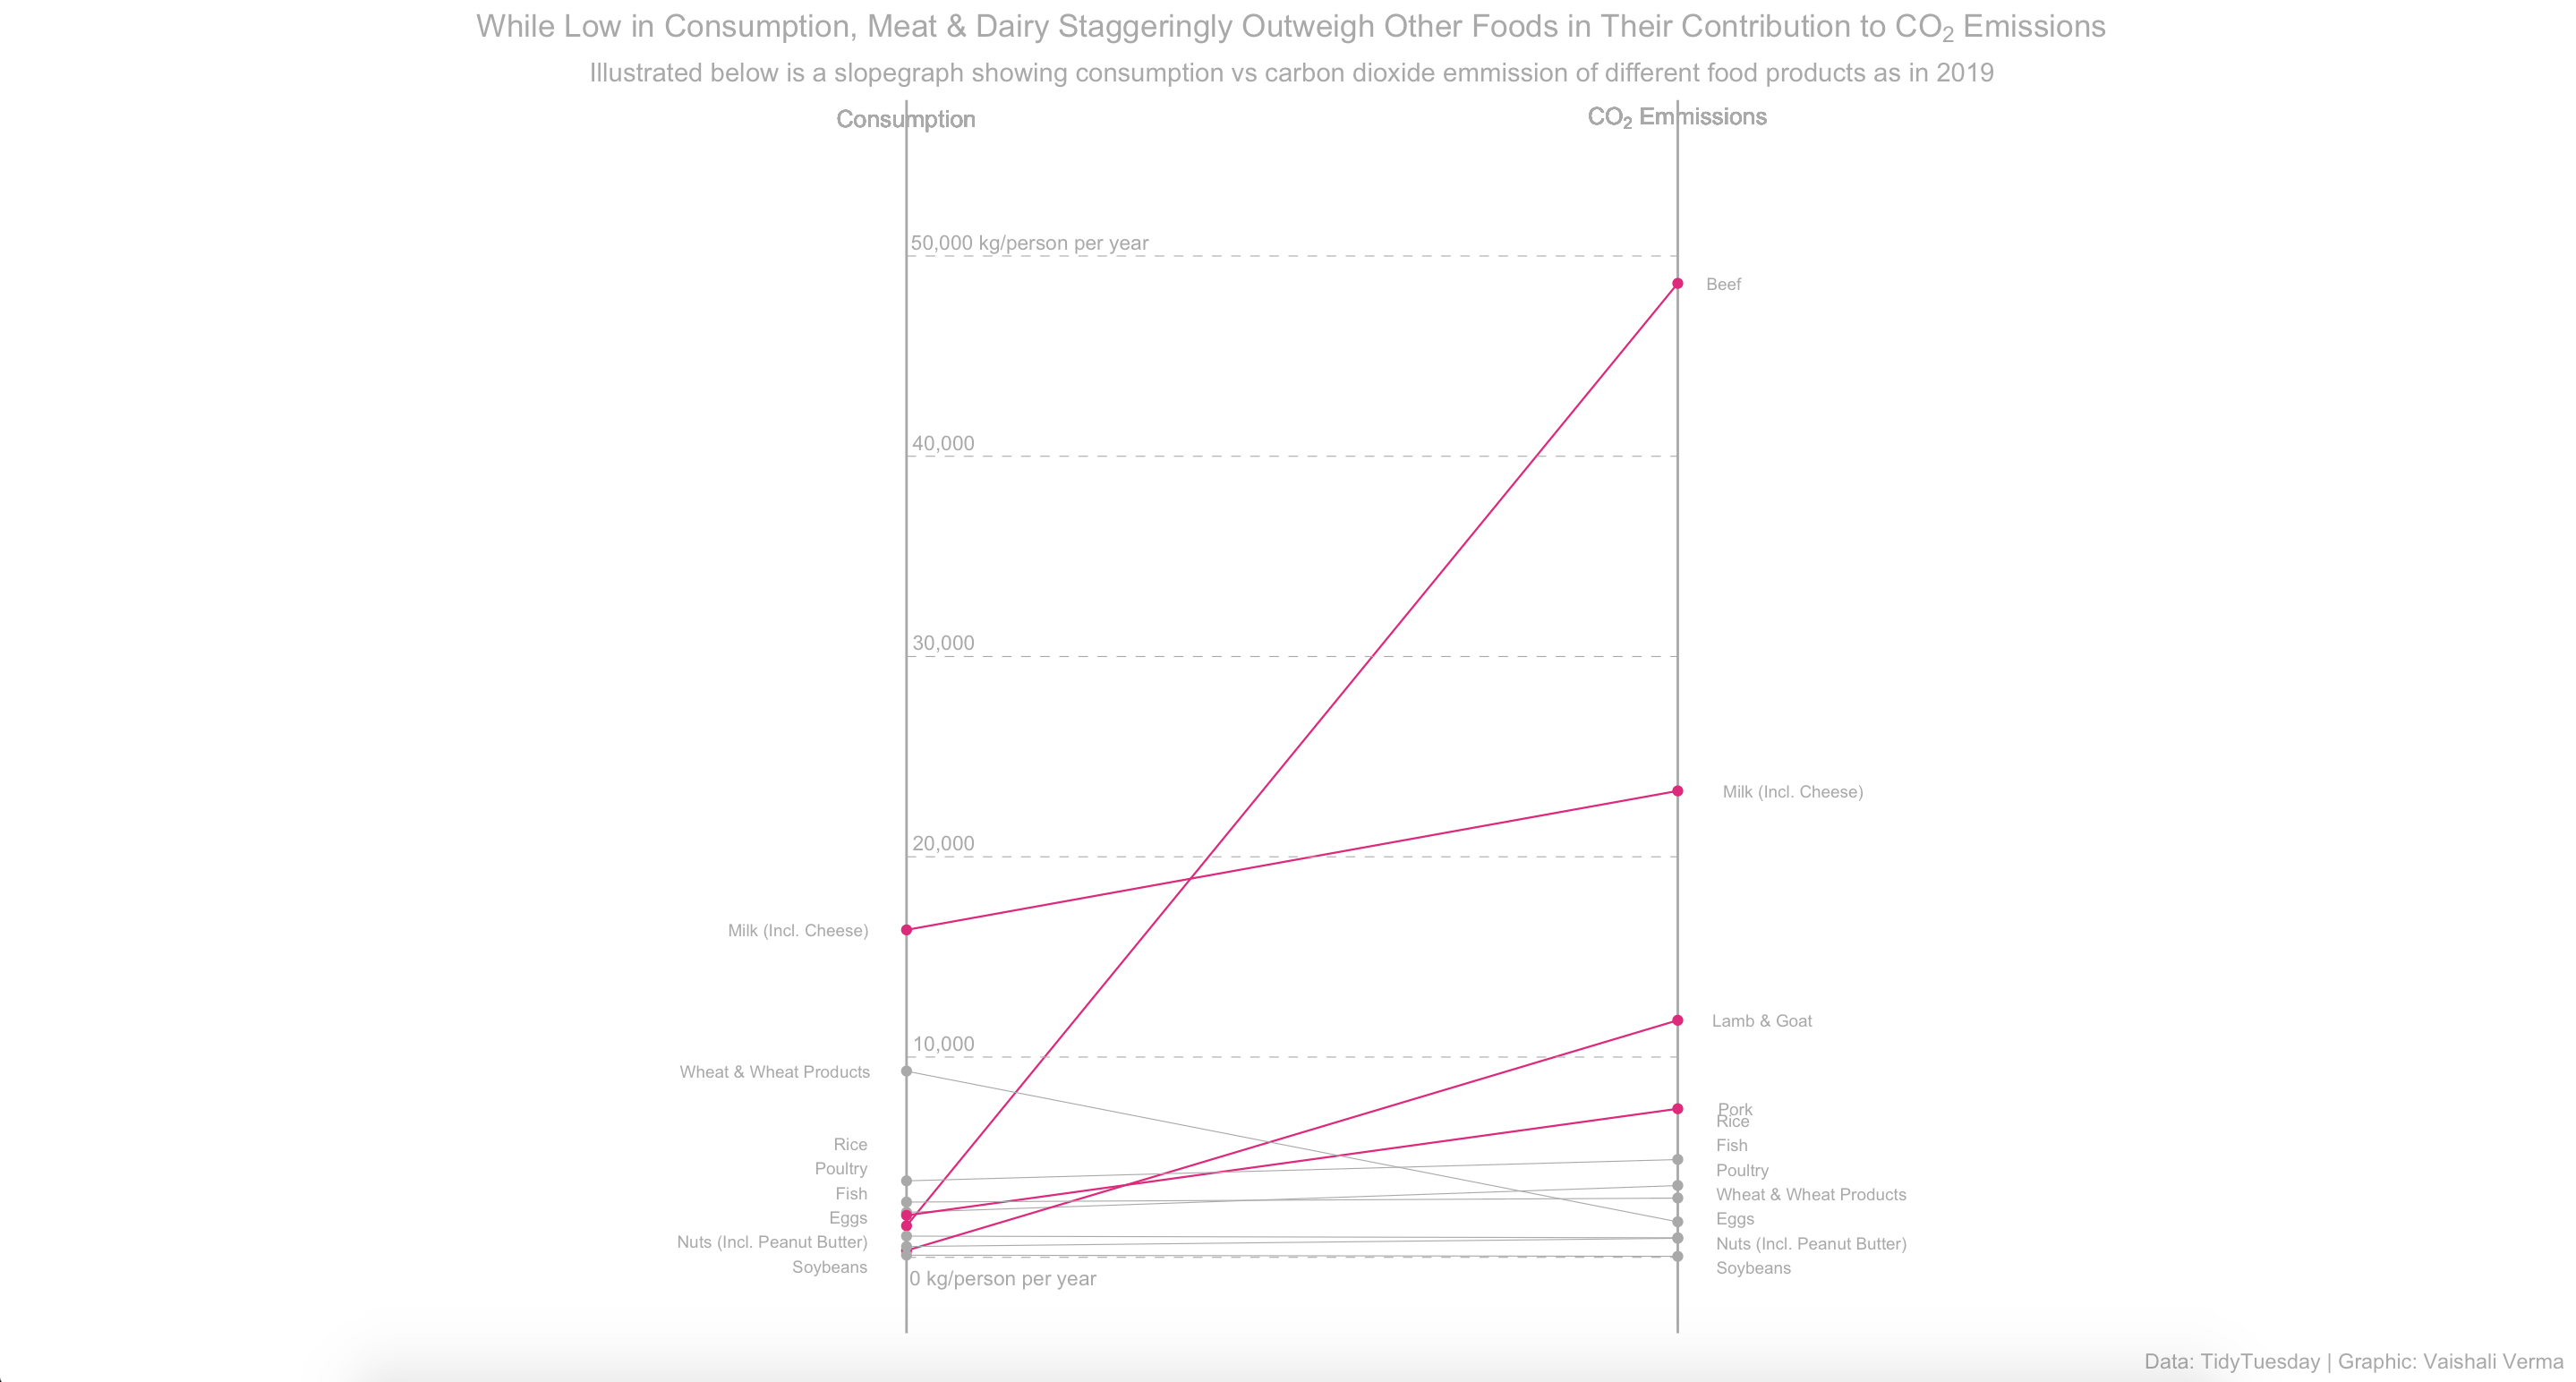 While Low in Consumption, Meat & Dairy Staggeringly Outweigh Other Foods in Their Contribution to CO₂ Emissions
Illustrated below is a slopegraph showing consumption vs carbon dioxide emmission of different food products as in 2019
Consumption
CO₂ Emmissions
50,000 kg/person per year
Beef
40,000
30,000
Milk (Incl. Cheese)
20,000
Milk (Incl. Cheese)
Lamb & Goat
10,000
Wheat & Wheat Products
Pork
Rice
Rice
Fish
Poultry
Poultry
Fish
Wheat & Wheat Products
Eggs
Eggs
Nuts (Incl. Peanut Butter)
Nuts (Incl. Peanut Butter)
Soybeans
Soybeans
0 kg/person per year
Data: TidyTuesday | Graphic: Vaishali Verma